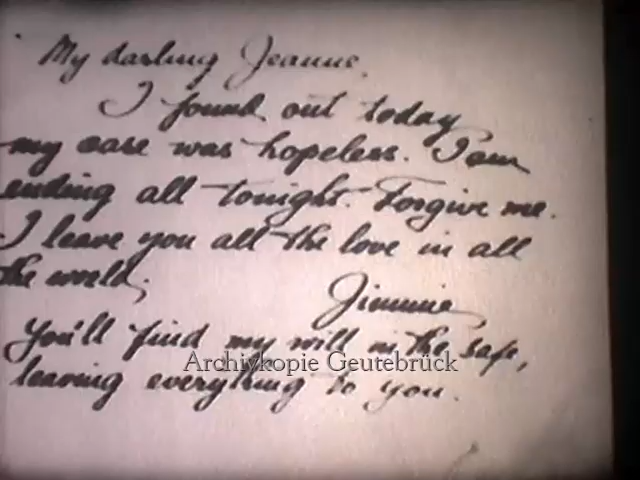 My darling Jeanne,
I found out today
my case was hopeless. I am
ending all tonight. Forgive me.
I leave you all the love in all
the world,
Jimmie,
You'll find my will in the safe,
Archivkopie Geutebrück
leaving everything to you.